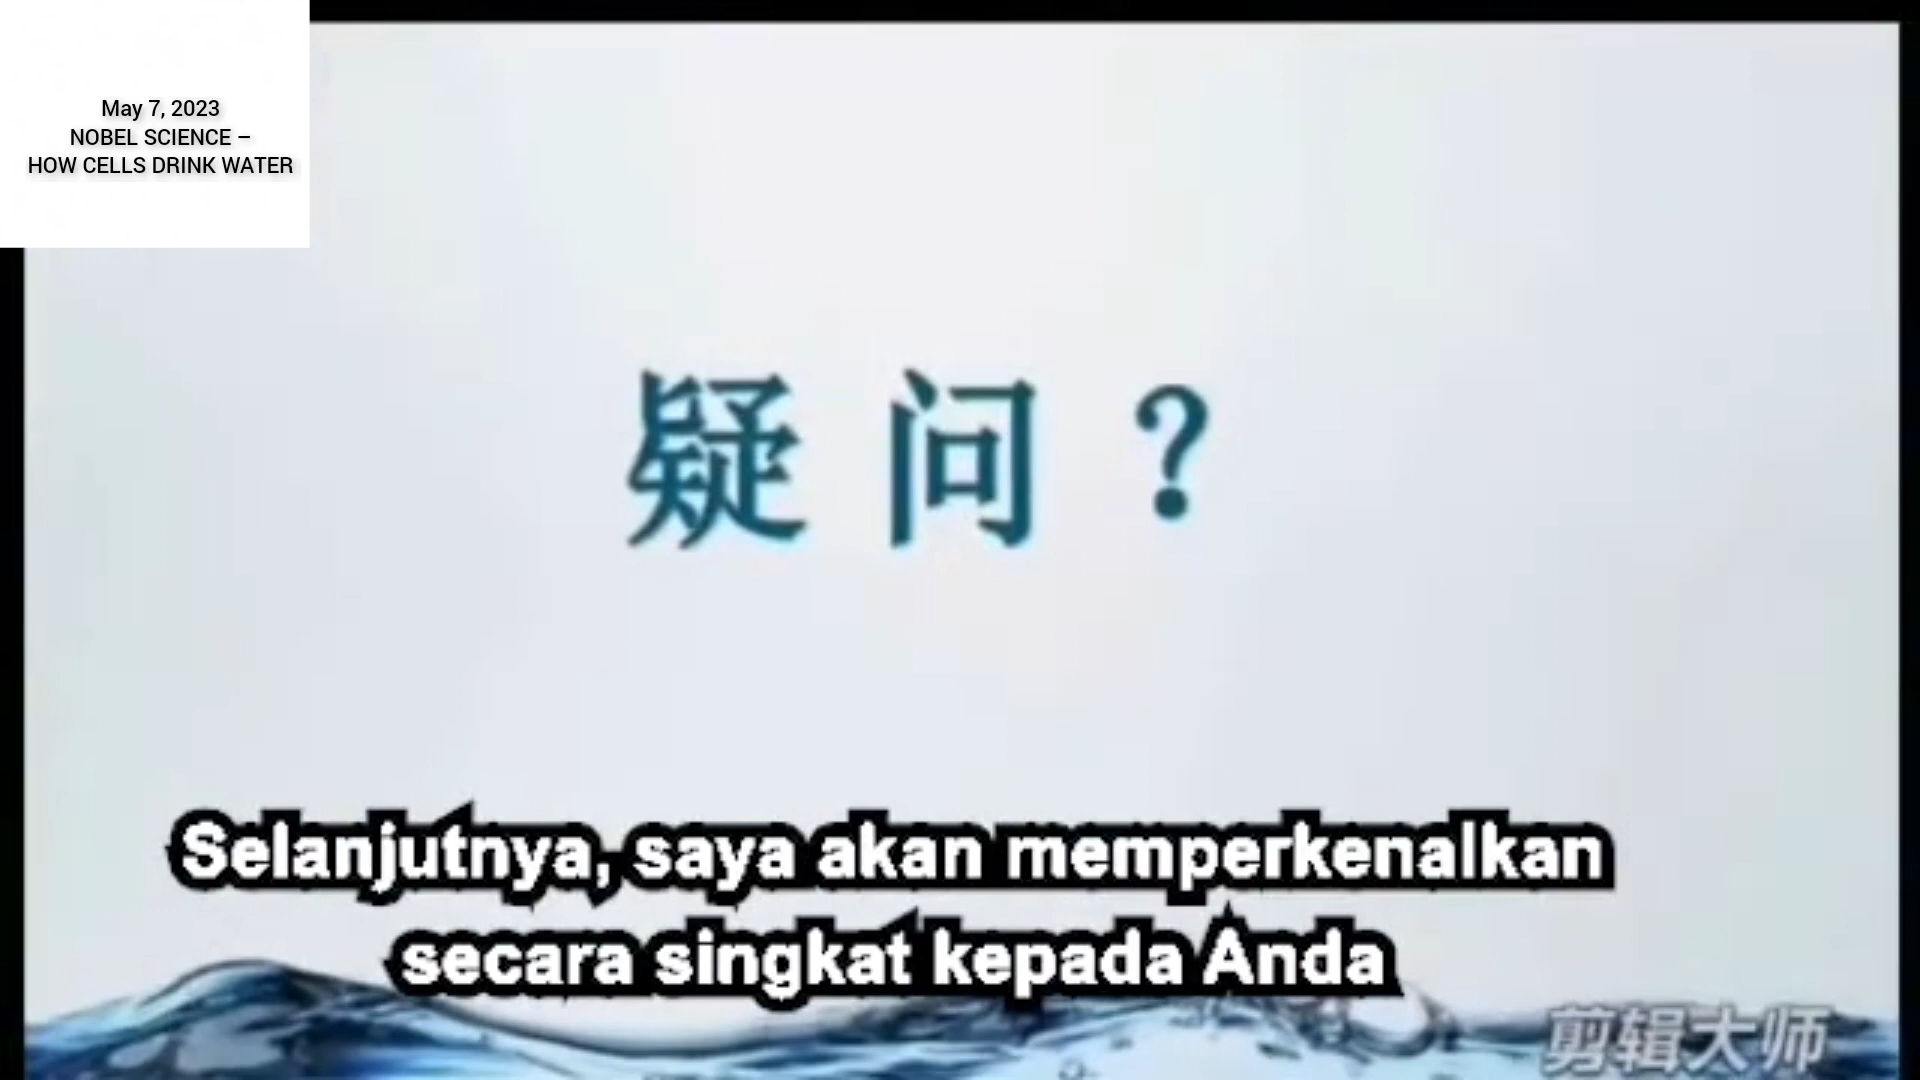 May 7, 2023
NOBEL SCIENCE –
HOW CELLS DRINK WATER
疑问？
Selanjutnya, saya akan memperkenalkan
secara singkat kepada Anda
剪辑大师